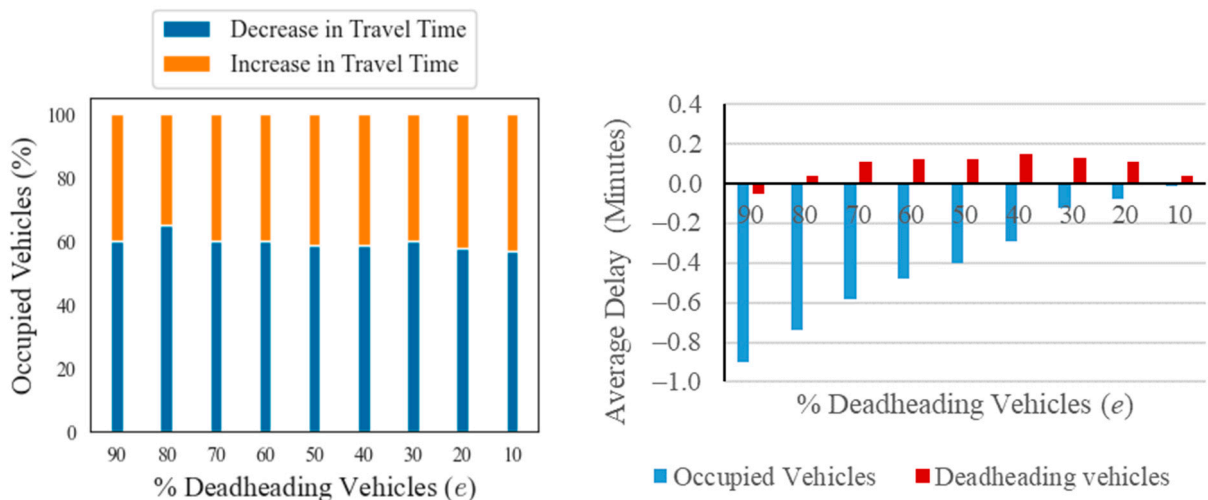 Decrease in Travel Time
Increase in Travel Time
Occupied Vehicles (%)
100
80
60
40
20
0
90 80 70 60 50 40 30 20 10
% Deadheading Vehicles (e)
Average Delay (Minutes)
0.4
0.2
0.0
−0.2
−0.4
−0.6
−0.8
−1.0
90 80 70 60 50 40 30 20 10
% Deadheading Vehicles (e)
Occupied Vehicles Deadheading vehicles